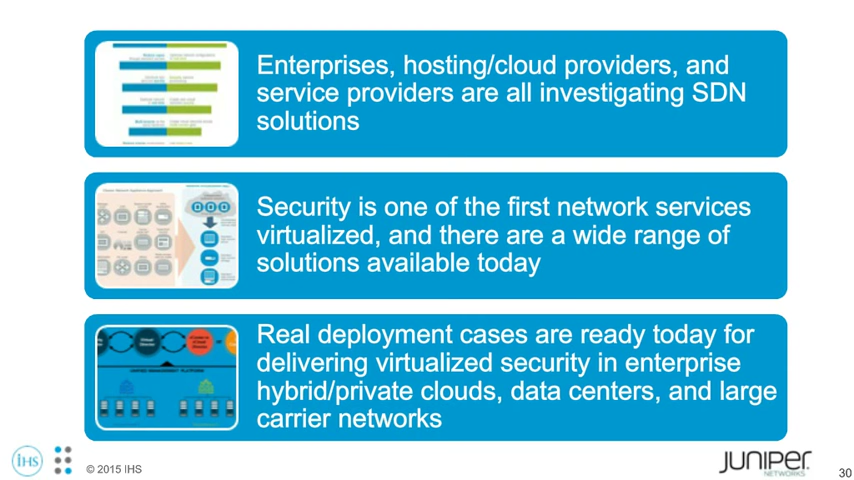 Enterprises, hosting/cloud providers, and
service providers are all investigating SDN
solutions
Security is one of the first network services
virtualized, and there are a wide range of
solutions available today
Real deployment cases are ready today for
delivering virtualized security in enterprise
hybrid/private clouds, data centers, and large
carrier networks
iHS
© 2015 IHS
JUNIPER
NETWORKS
30